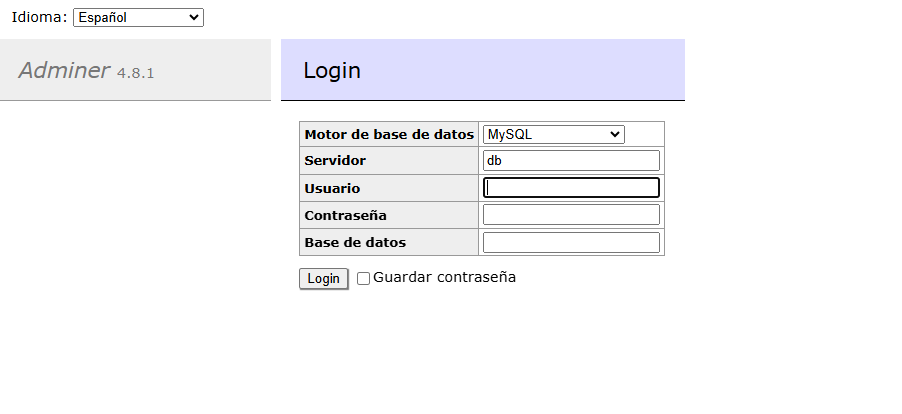 Idioma: Español
Adminer 4.8.1
Login
Motor de base de datos MySQL
Servidor db
Usuario
Contraseña
Base de datos
Login Guardar contraseña